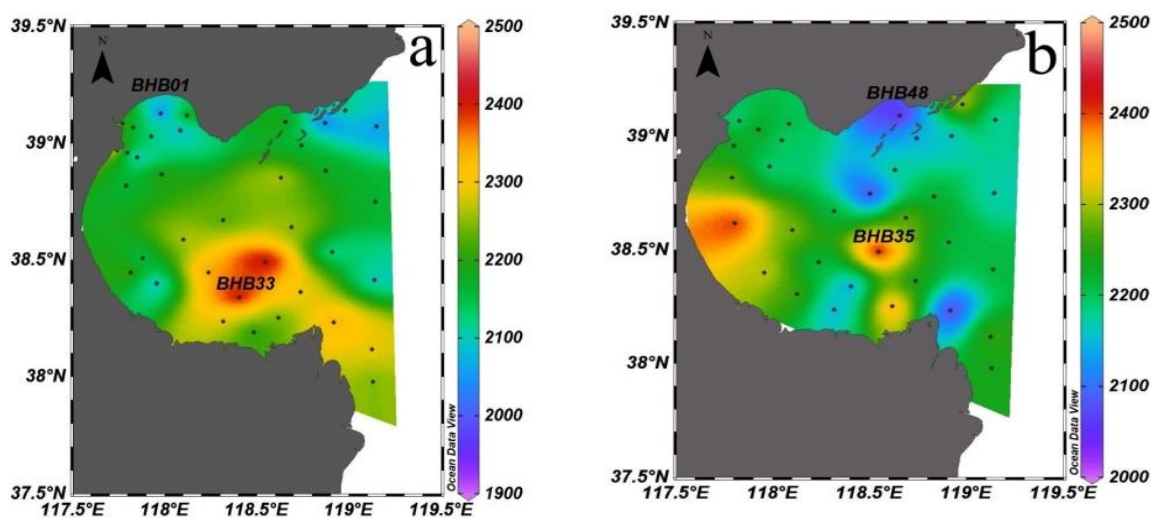 a
N
BHB01
BHB33
39.5°N
39°N
38.5°N
38°N
37.5°N
117.5°E 118°E 118.5°E 119°E 119.5°E
2500
2400
2300
2200
2100
2000
1900
Ocean Data View
b
N
BHB48
BHB35
39.5°N
39°N
38.5°N
38°N
37.5°N
117.5°E 118°E 118.5°E 119°E 119.5°E
2500
2400
2300
2200
2100
2000
Ocean Data View